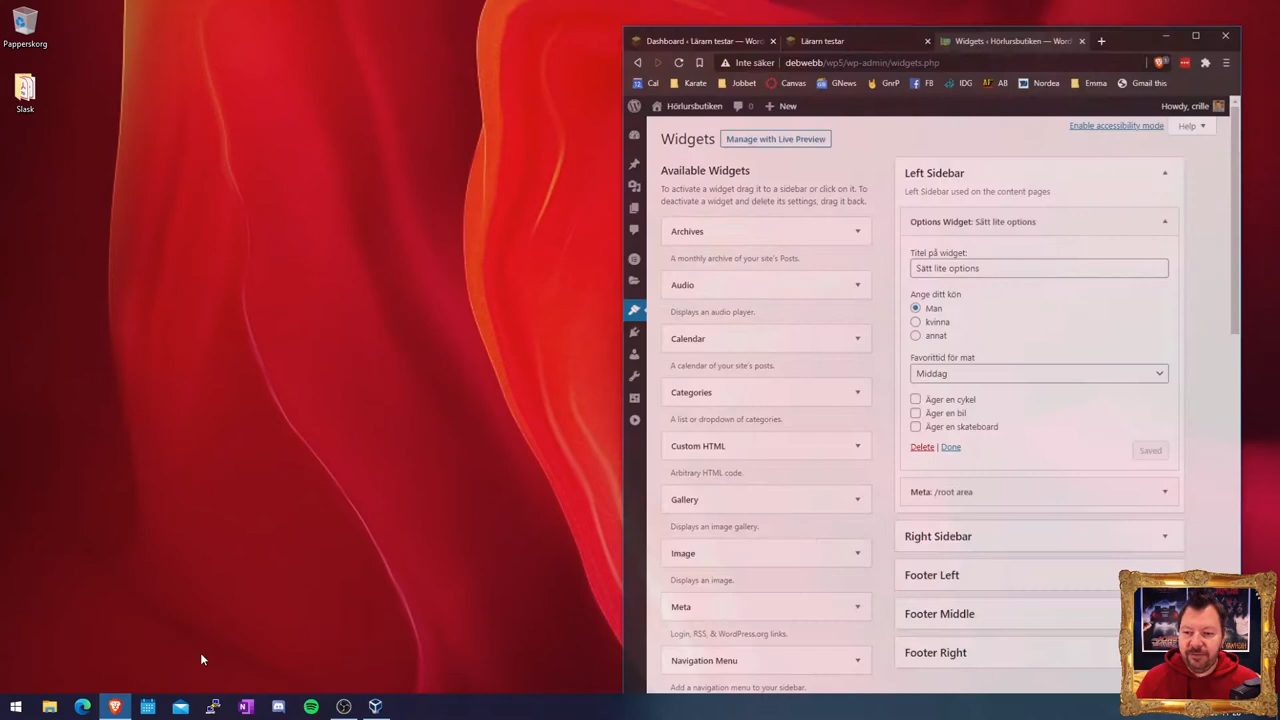 Papperskorg
Slask
Dashboard ‹ Lärarn testar — Wor
Lärarn testar
Widgets ‹ Hörlursbutiken — Word
Inte säker
debwebb/wp5/wp-admin/widgets.php
Cal
Karate
Jobbet
Canvas
GNews
GnrP
FB
IDG
AB
Nordea
Emma
Gmail this
Hörlursbutiken
0
New
Howdy, crille
Enable accessibility mode
Help
Widgets
Manage with Live Preview
Available Widgets
To activate a widget drag it to a sidebar or click on it. To
deactivate a widget and delete its settings, drag it back.
Archives
A monthly archive of your site's Posts.
Audio
Displays an audio player.
Calendar
A calendar of your site's posts.
Categories
A list or dropdown of categories.
Custom HTML
Arbitrary HTML code.
Gallery
Displays an image gallery.
Image
Displays an image.
Meta
Login, RSS, & WordPress.org links.
Navigation Menu
Add a navigation menu to your sidebar.
Left Sidebar
Left Sidebar used on the content pages
Options Widget: Sätt lite options
Titel på widget:
Sätt lite options
Ange ditt kön
Man
kvinna
annat
Favorittid för mat
Middag
Äger en cykel
Äger en bil
Äger en skateboard
Delete | Done
Saved
Meta: /root area
Right Sidebar
Footer Left
Footer Middle
Footer Right